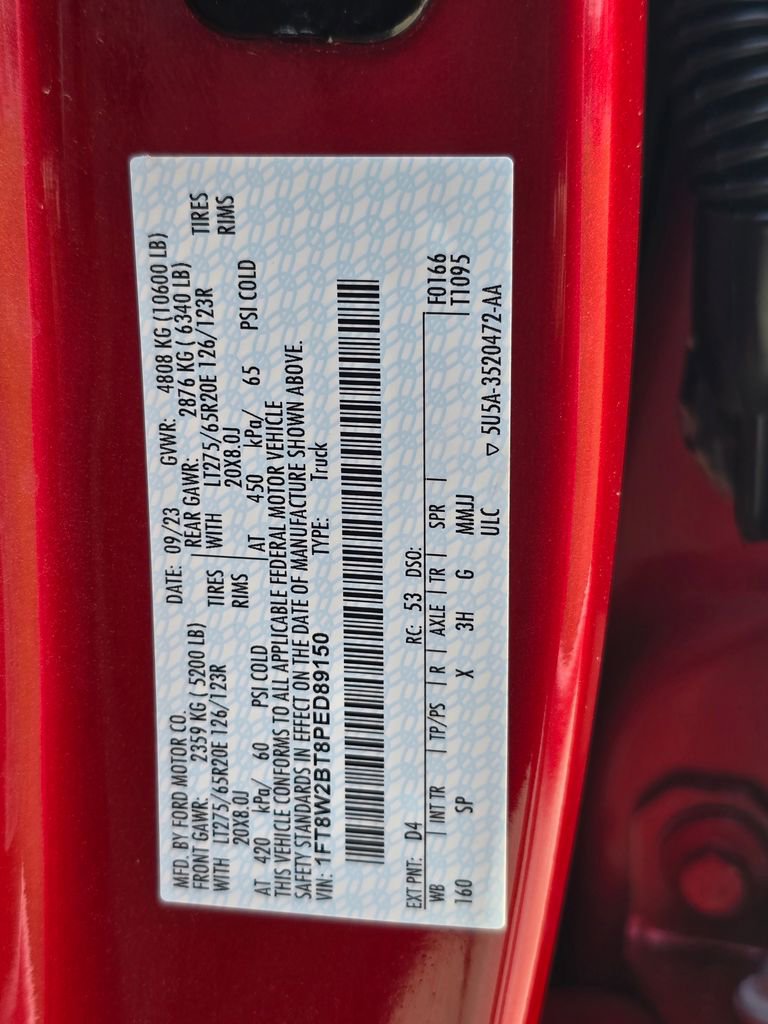 MFD. BY FORD MOTOR CO.
DATE: 09/23 GVWR: 4808 KG (10600 LB)
FRONT GAWR: 2359 KG ( 5200 LB) REAR GAWR: 2876 KG ( 6340 LB)
WITH LT275/65R20E 126/123R TIRES WITH LT275/65R20E 126/123R TIRES
20X8.0J RIMS 20X8.0J RIMS
AT 420 kPa/ 60 PSI COLD AT 450 kPa/ 65 PSI COLD
THIS VEHICLE CONFORMS TO ALL APPLICABLE FEDERAL MOTOR VEHICLE
SAFETY STANDARDS IN EFFECT ON THE DATE OF MANUFACTURE SHOWN ABOVE.
VIN: 1FT8W2BT8PED89150 TYPE: Truck
EXT PNT: D4 RC: 53 DSO: F0166
WB INT TR TP/PS R AXLE TR SPR T1095
160 SP X 3H G MMJJ
ULC ▽ 5U5A-3520472-AA